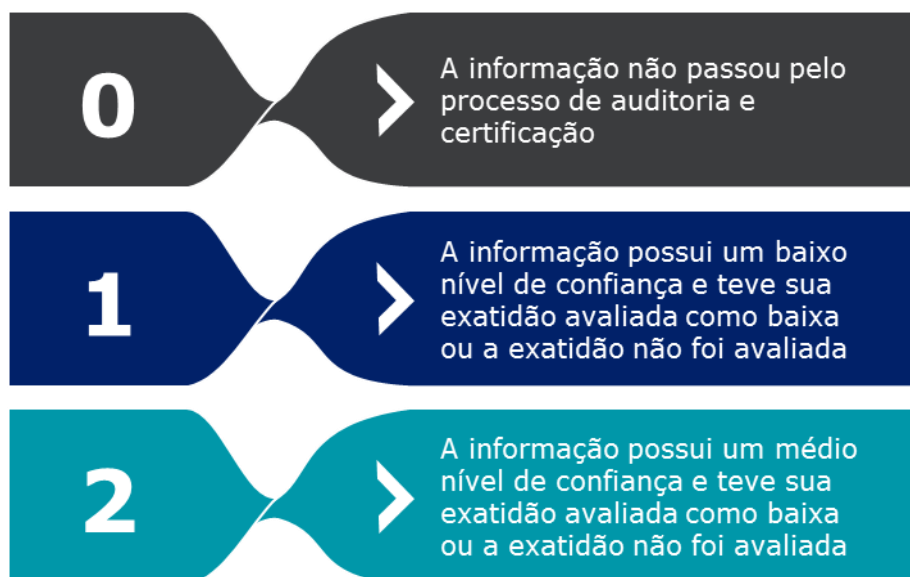 0
A informação não passou pelo
processo de auditoria e
certificação
1
A informação possui um baixo
nível de confiança e teve sua
exatidão avaliada como baixa
ou a exatidão não foi avaliada
2
A informação possui um médio
nível de confiança e teve sua
exatidão avaliada como baixa
ou a exatidão não foi avaliada